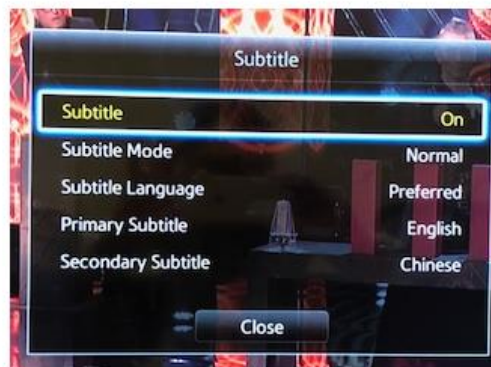 Subtitle
Subtitle On
Subtitle Mode Normal
Subtitle Language Preferred
Primary Subtitle English
Secondary Subtitle Chinese
Close